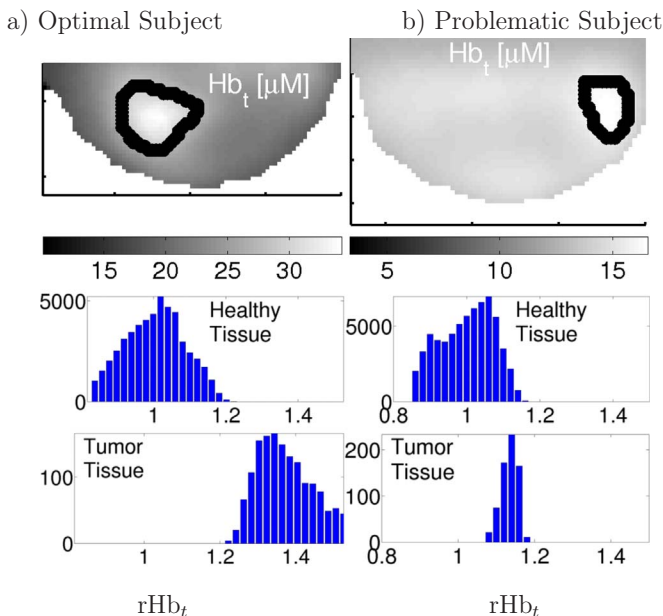 a) Optimal Subject
b) Problematic Subject
Hb_t [µM]
Hb_t [µM]
15 20 25 30
5 10 15
5000
0
Healthy
Tissue
1 1.2 1.4
5000
0
Healthy
Tissue
0.8 1 1.2 1.4
100
0
Tumor
Tissue
1 1.2 1.4
200
100
0
Tumor
Tissue
0.8 1 1.2 1.4
rHb_t
rHb_t